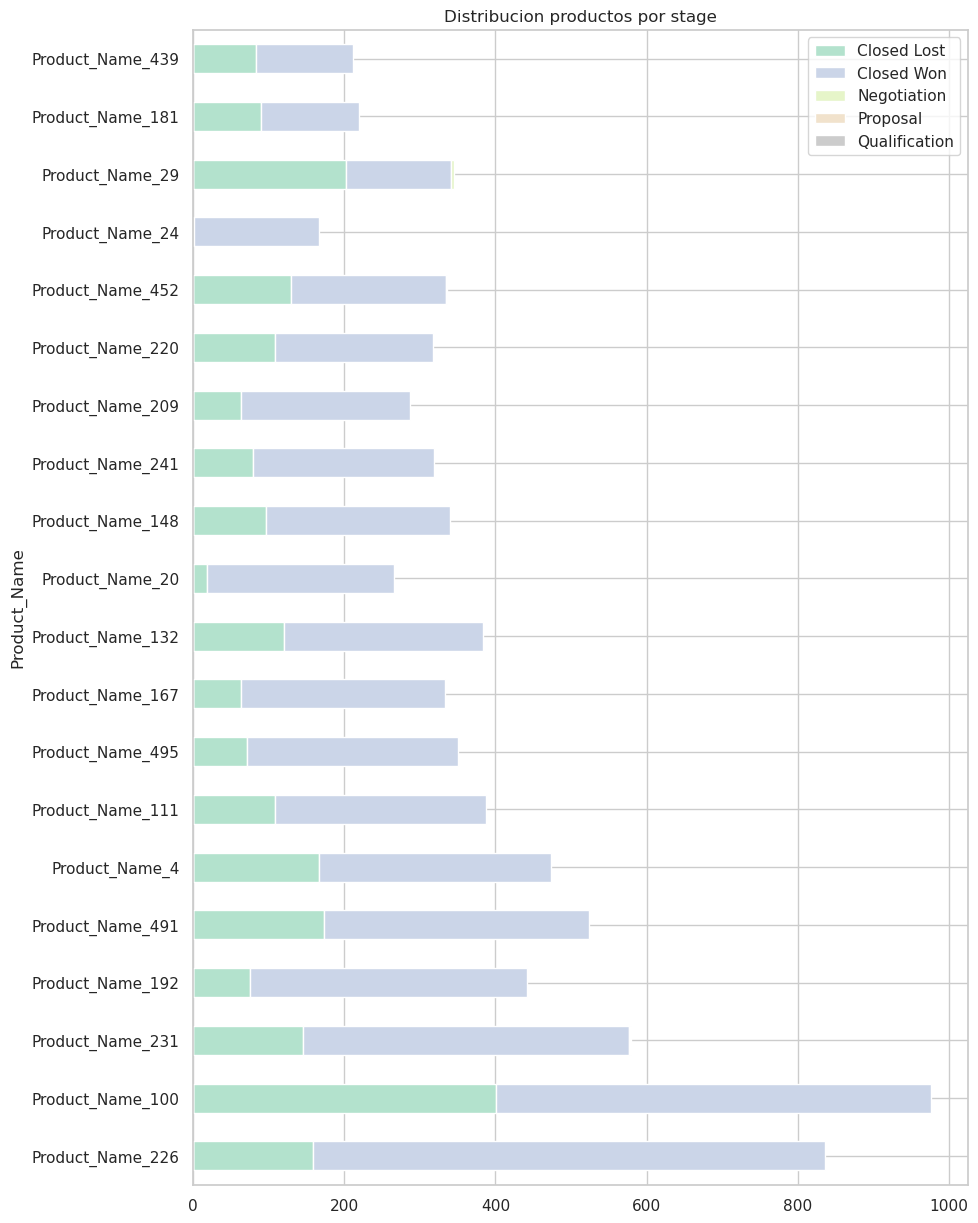 Distribucion productos por stage
Closed Lost
Closed Won
Negotiation
Proposal
Qualification
Product_Name
Product_Name_439
Product_Name_181
Product_Name_29
Product_Name_24
Product_Name_452
Product_Name_220
Product_Name_209
Product_Name_241
Product_Name_148
Product_Name_20
Product_Name_132
Product_Name_167
Product_Name_495
Product_Name_111
Product_Name_4
Product_Name_491
Product_Name_192
Product_Name_231
Product_Name_100
Product_Name_226
0 200 400 600 800 1000